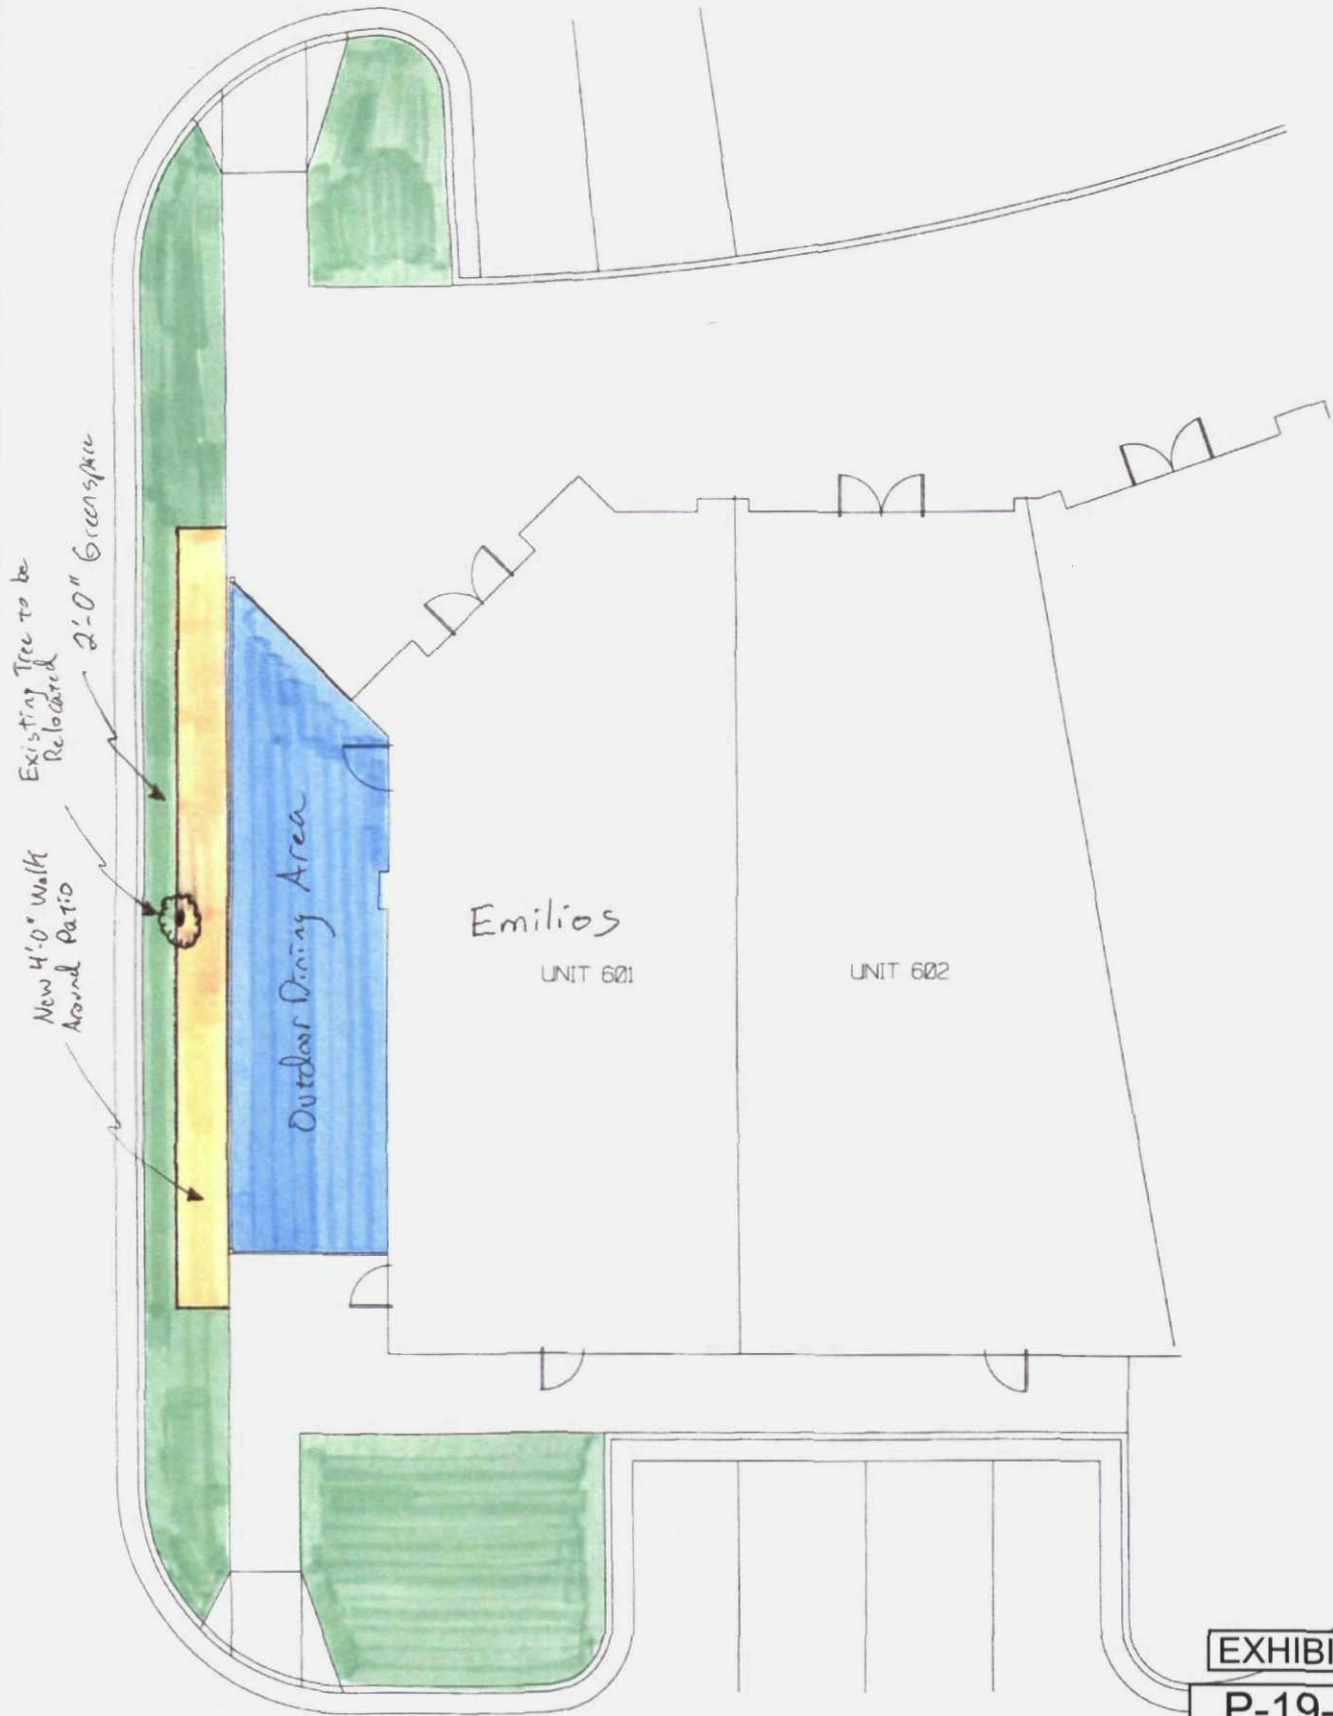 2'-0" Greenspace
Existing Tree to be
Relocated
New 4'-0" Walk
Around Patio
Outdoor Dining Area
Emilios
UNIT 601
UNIT 602
EXHIBI
P-19-